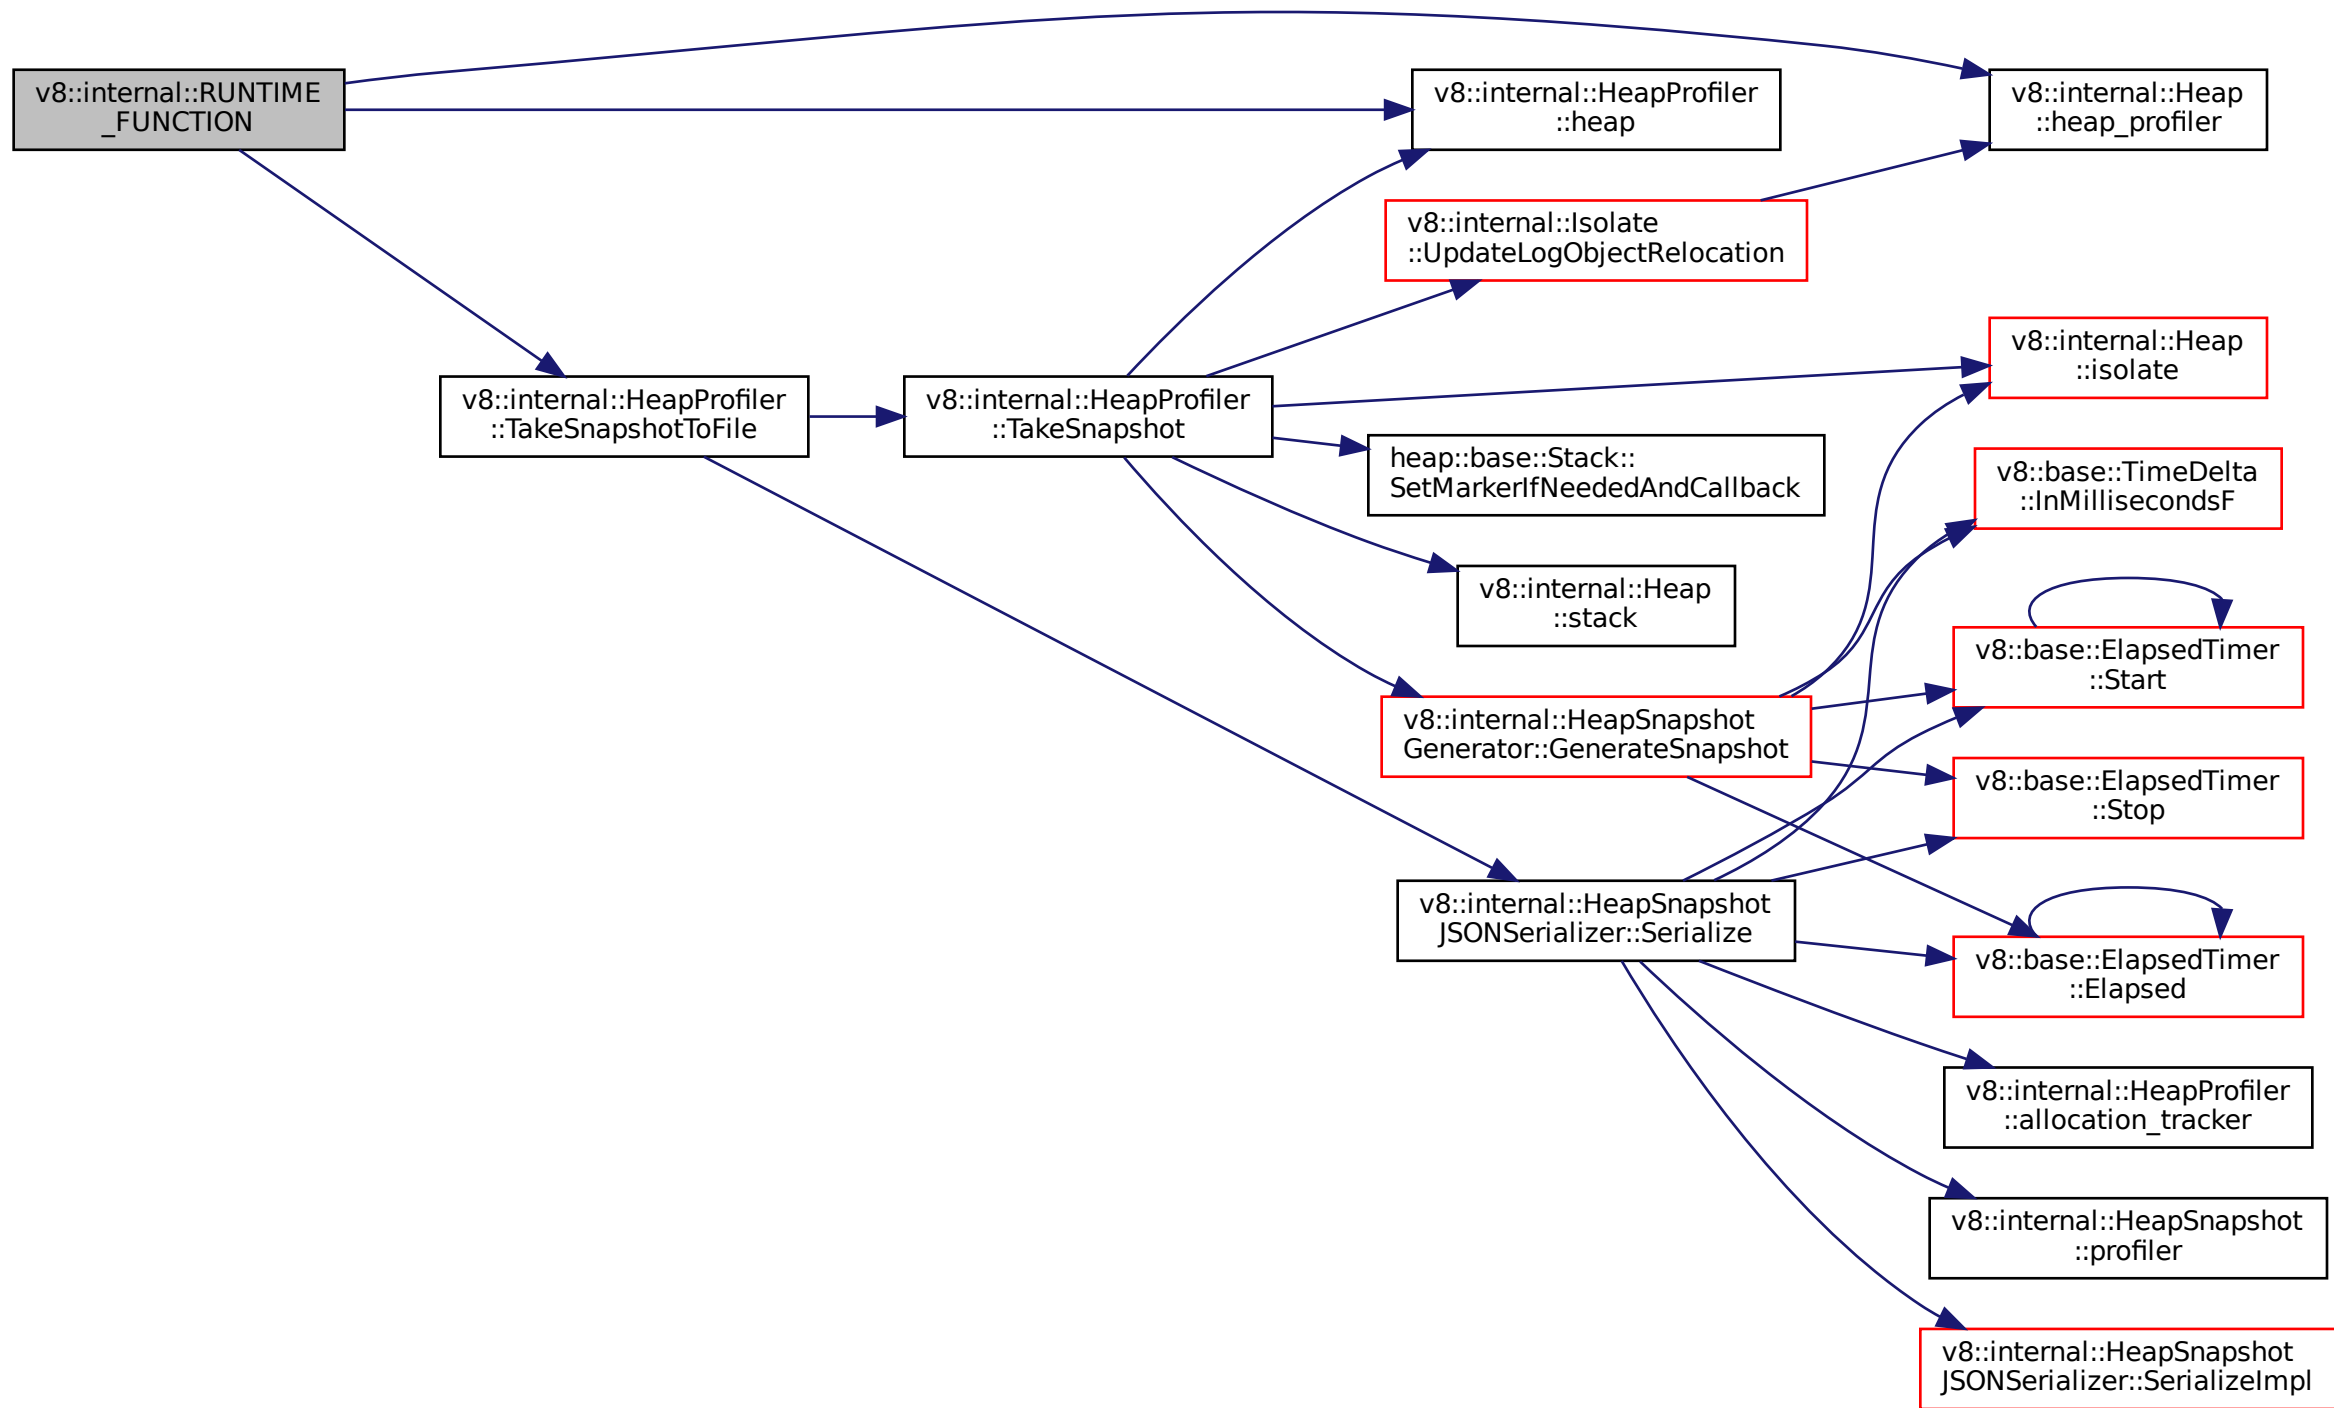 v8::internal::RUNTIME
_FUNCTION
v8::internal::HeapProfiler
::heap
v8::internal::Heap
::heap_profiler
v8::internal::Isolate
::UpdateLogObjectRelocation
v8::internal::Heap
::isolate
v8::internal::HeapProfiler
::TakeSnapshotToFile
v8::internal::HeapProfiler
::TakeSnapshot
heap::base::Stack::
SetMarkerIfNeededAndCallback
v8::base::TimeDelta
::InMillisecondsF
v8::internal::Heap
::stack
v8::base::ElapsedTimer
::Start
v8::internal::HeapSnapshot
Generator::GenerateSnapshot
v8::base::ElapsedTimer
::Stop
v8::internal::HeapSnapshot
JSONSerializer::Serialize
v8::base::ElapsedTimer
::Elapsed
v8::internal::HeapProfiler
::allocation_tracker
v8::internal::HeapSnapshot
::profiler
v8::internal::HeapSnapshot
JSONSerializer::SerializeImpl